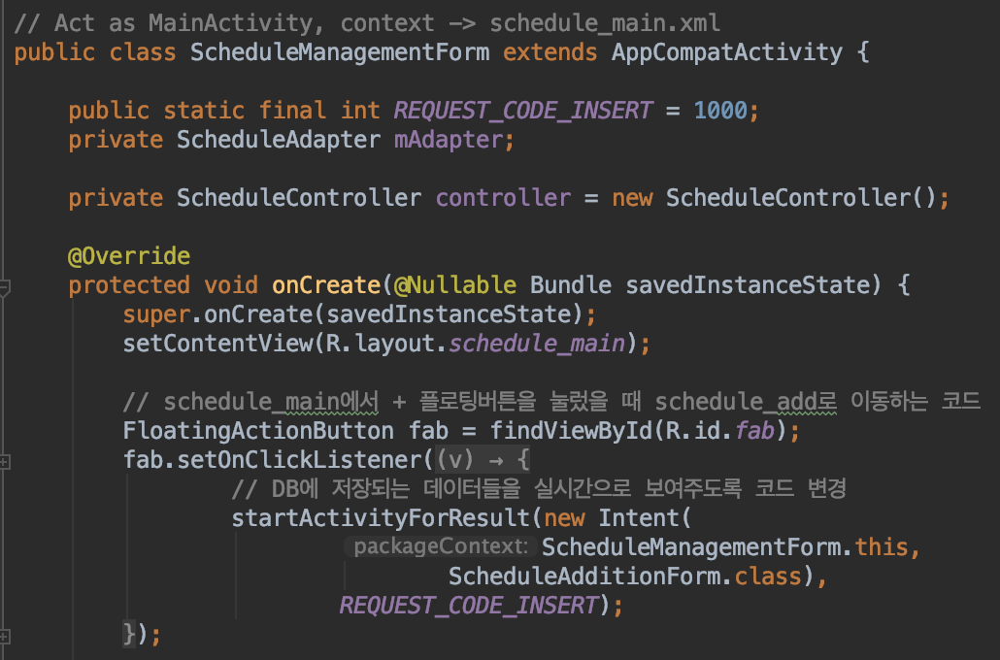 // Act as MainActivity, context -> schedule_main.xml
public class ScheduleManagementForm extends AppCompatActivity {
public static final int REQUEST_CODE_INSERT = 1000;
private ScheduleAdapter mAdapter;
private ScheduleController controller = new ScheduleController();
@Override
protected void onCreate(@Nullable Bundle savedInstanceState) {
super.onCreate(savedInstanceState);
setContentView(R.layout.schedule_main);
// schedule_main에서 + 플로팅버튼을 눌렀을 때 schedule_add로 이동하는 코드
FloatingActionButton fab = findViewById(R.id.fab);
fab.setOnClickListener((v) → {
// DB에 저장되는 데이터들을 실시간으로 보여주도록 코드 변경
startActivityForResult(new Intent(
packageContext: ScheduleManagementForm.this,
ScheduleAdditionForm.class),
REQUEST_CODE_INSERT);
});